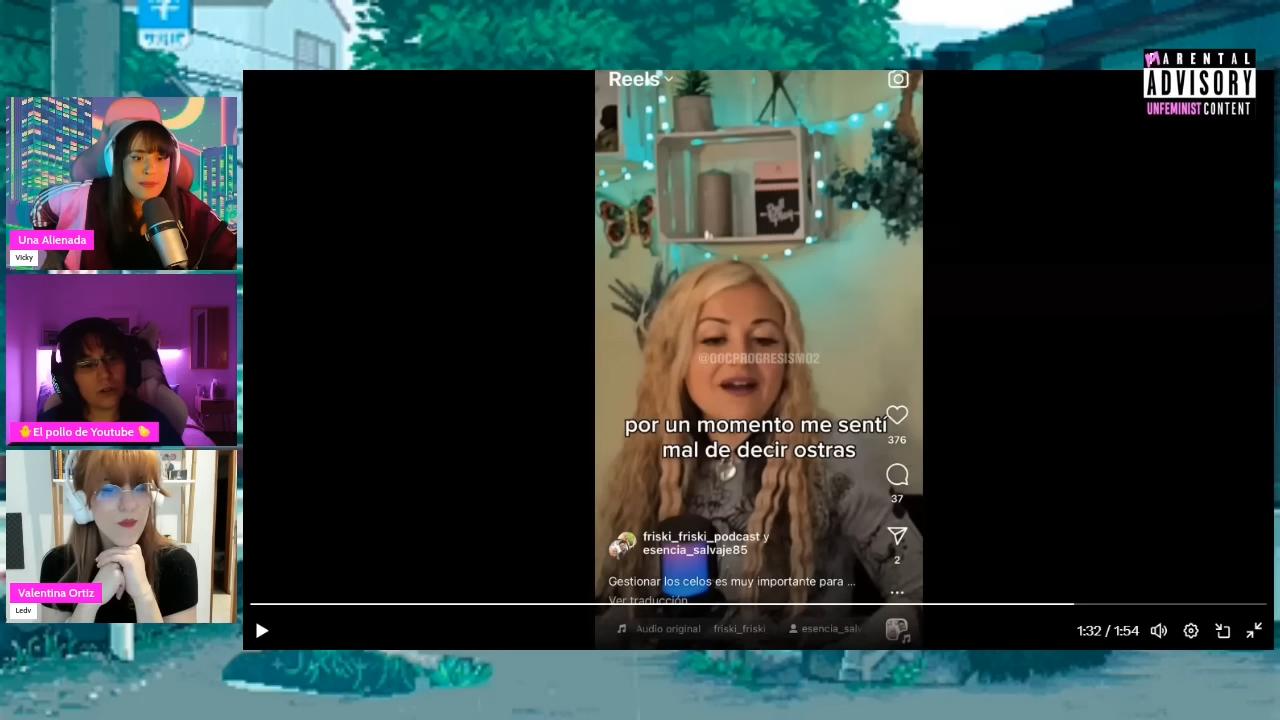 PARENTAL
ADVISORY
UNFEMINIST CONTENT
Reels
Una Alienada
Vicky
🐥El pollo de Youtube 🍗
Valentina Ortiz
Ledv
@DOCPROGRESISMO2
por un momento me sentí
mal de decir ostras
376
37
2
friski_friski_podcast y
esencia_salvaje85
Gestionar los celos es muy importante para ...
Ver traducción
Audio original friski_friski esencia_salv
1:32 / 1:54